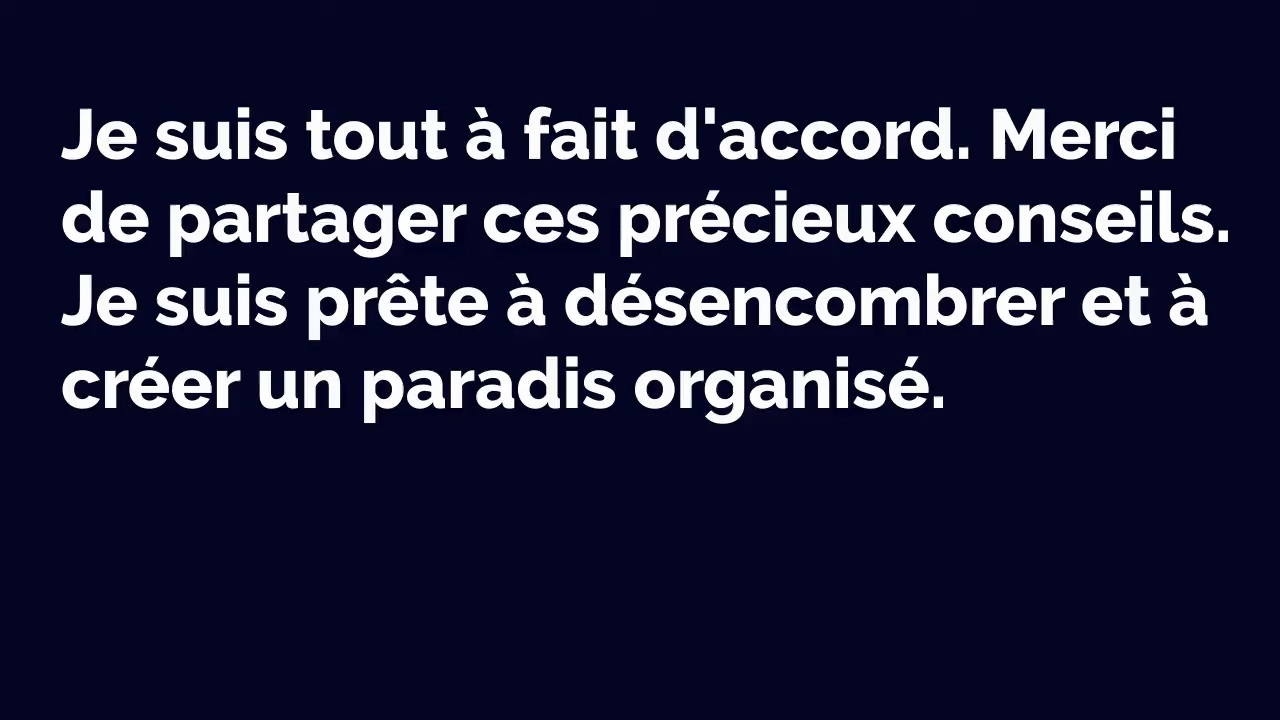 Je suis tout à fait d'accord. Merci
de partager ces précieux conseils.
Je suis prête à désencombrer et à
créer un paradis organisé.